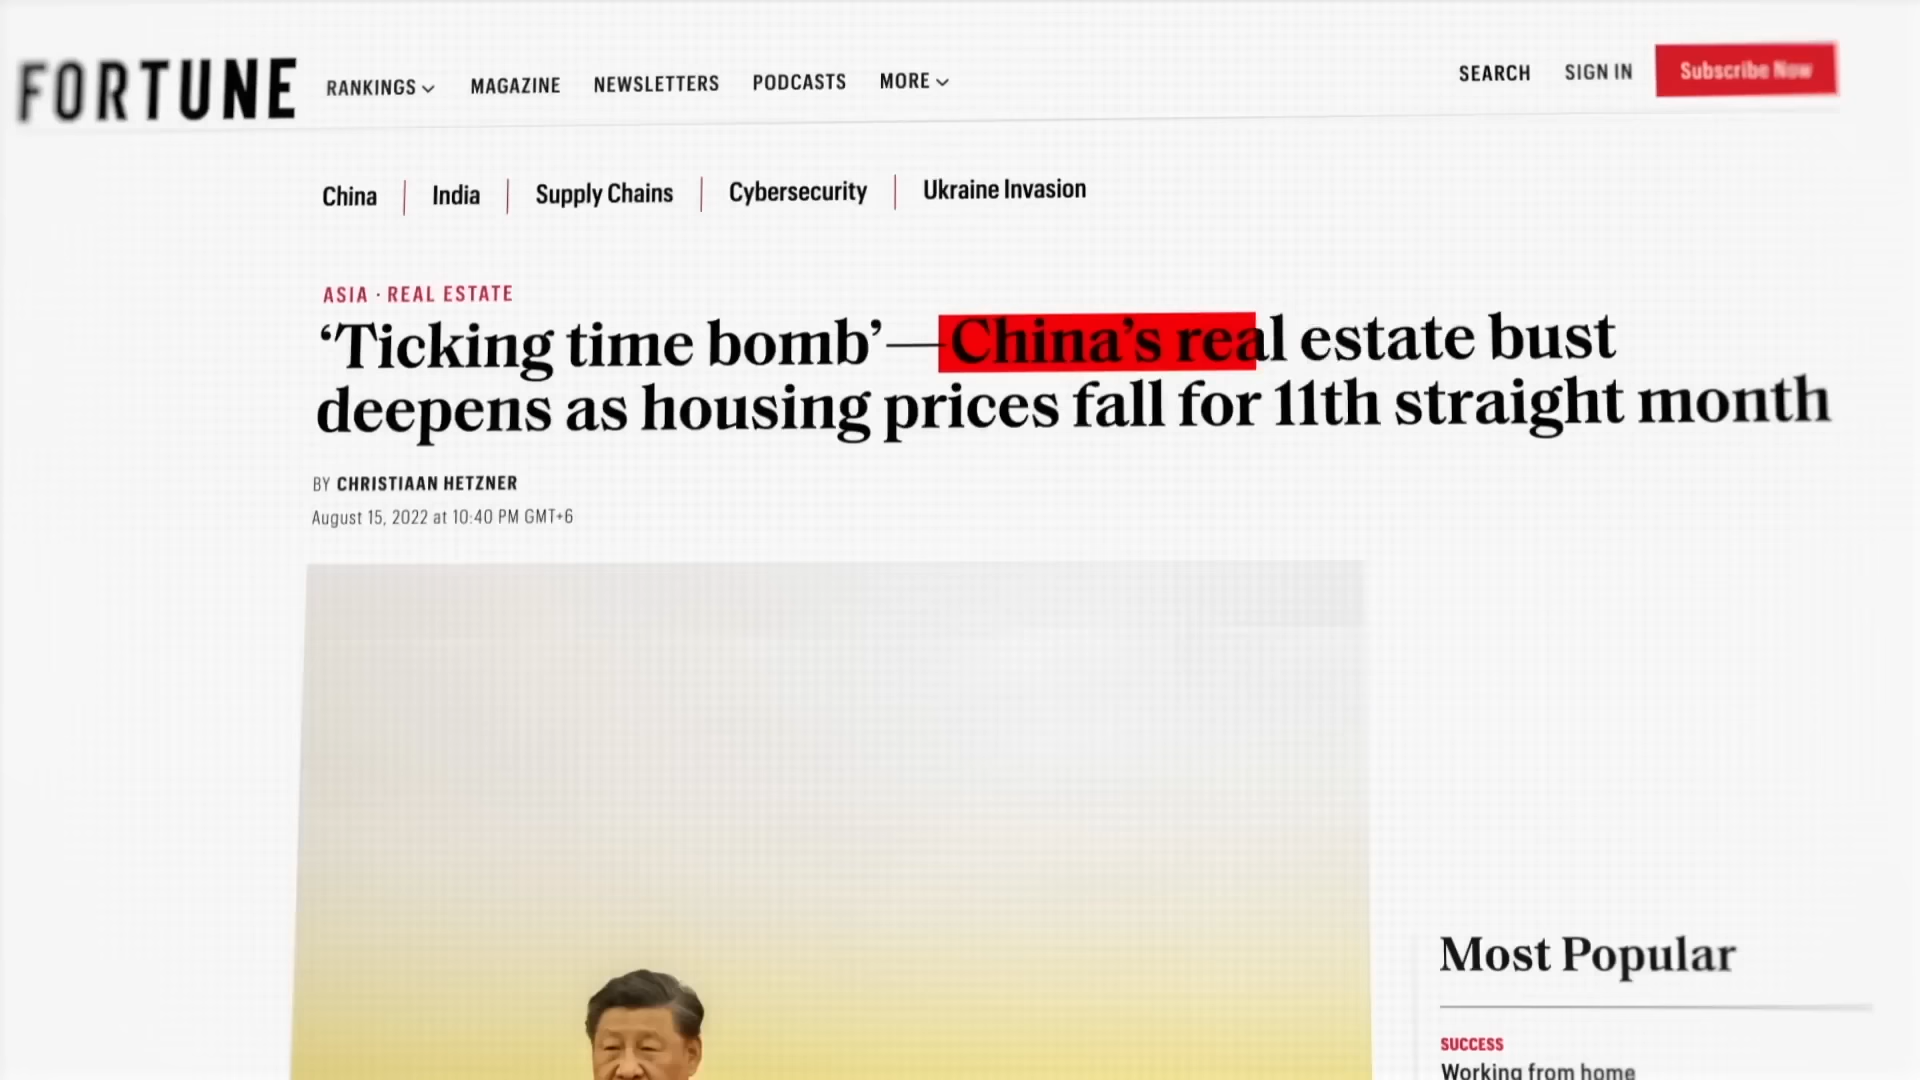 FORTUNE
RANKINGS
MAGAZINE
NEWSLETTERS
PODCASTS
MORE
SEARCH
SIGN IN
Subscribe Now
China
India
Supply Chains
Cybersecurity
Ukraine Invasion
ASIA · REAL ESTATE
‘Ticking time bomb’—China’s real estate bust
deepens as housing prices fall for 11th straight month
BY CHRISTIAAN HETZNER
August 15, 2022 at 10:40 PM GMT+6
Most Popular
SUCCESS
Working from home